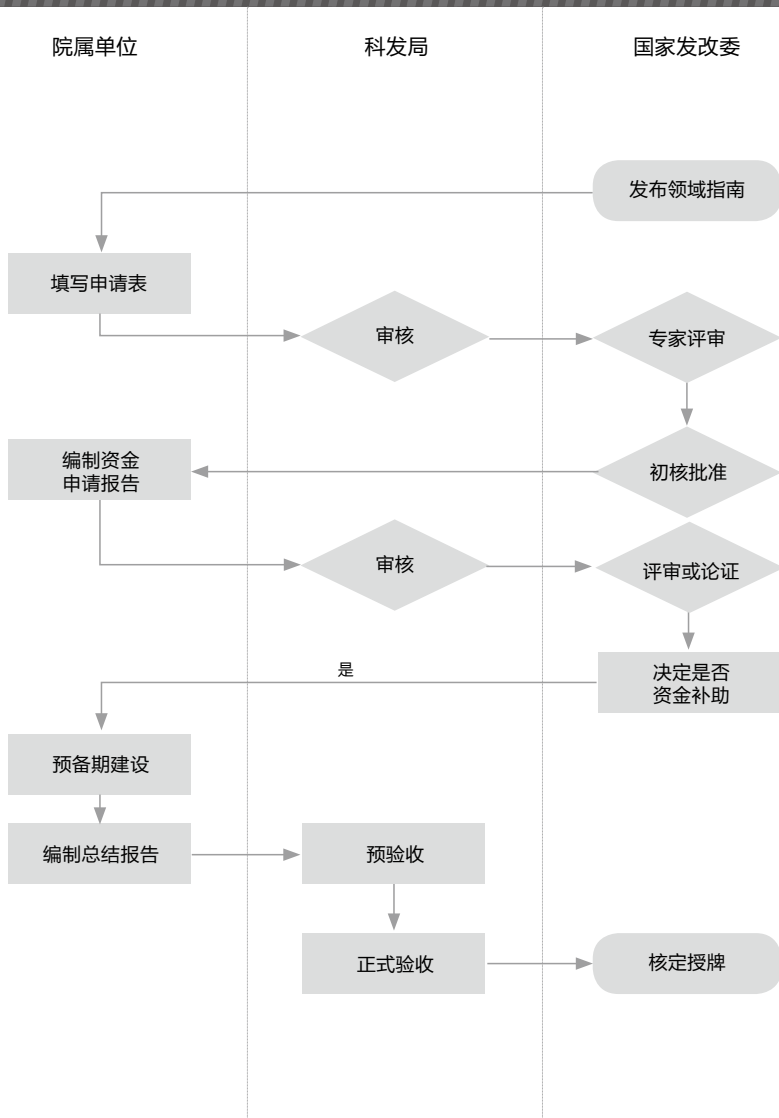 院属单位
科发局
国家发改委
发布领域指南
填写申请表
审核
专家评审
初核批准
编制资金
申请报告
审核
评审或论证
决定是否
资金补助
是
预备期建设
编制总结报告
预验收
正式验收
核定授牌